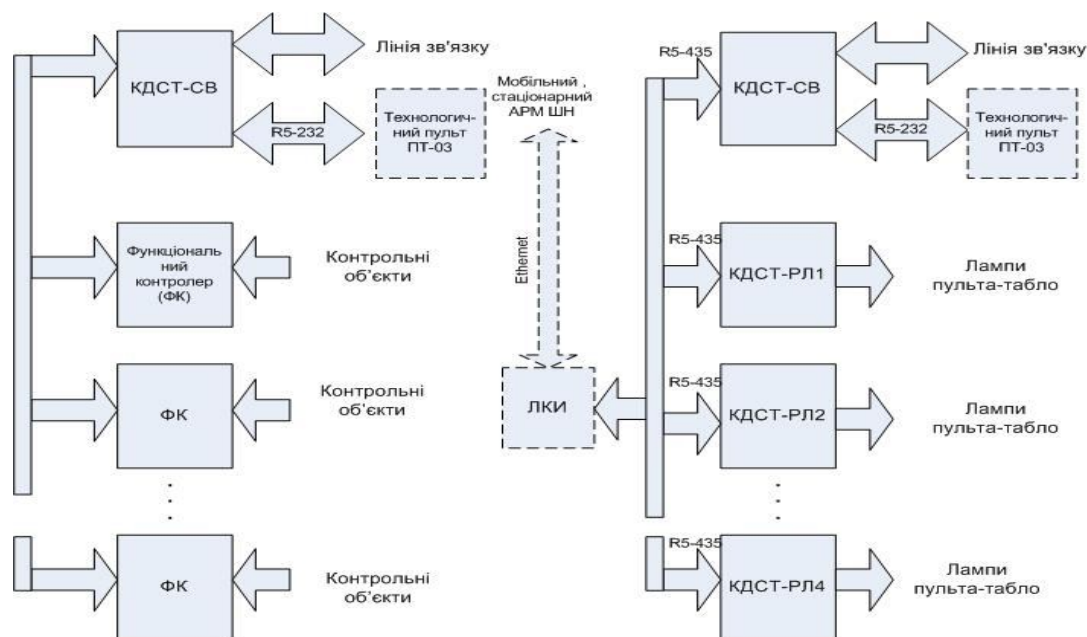 КДСТ-СВ
Лінія зв'язку
R5-232
Технологич-
ний пульт
ПТ-03
Функціональ
ний
контролер
(ФК)
Контрольні
об'єкти
ФК
Контрольні
об'єкти
ФК
Контрольні
об'єкти
Мобільний ,
стаціонарний
АРМ ШН
Ethernet
ЛКИ
R5-435
КДСТ-СВ
Лінія зв'язку
R5-232
Технологич-
ний пульт
ПТ-03
R5-435
КДСТ-РЛ1
Лампи
пульта-табло
R5-435
КДСТ-РЛ2
Лампи
пульта-табло
R5-435
КДСТ-РЛ4
Лампи
пульта-табло